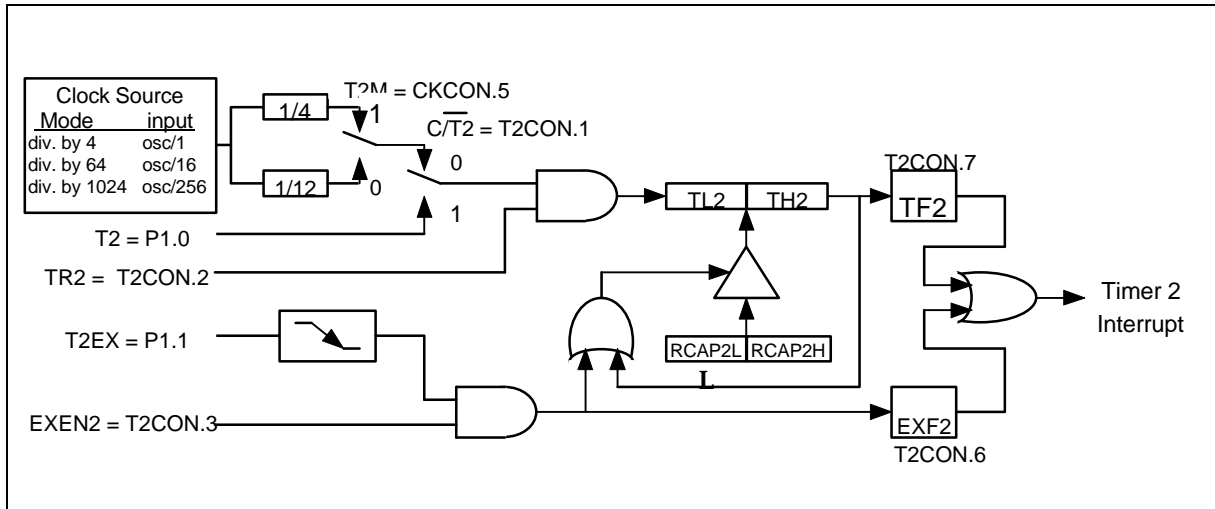 Clock Source
Mode input
div. by 4 osc/1
div. by 64 osc/16
div. by 1024 osc/256
1/4
1/12
T2M = CKCON.5
1
0
C/T2 = T2CON.1
0
1
T2 = P1.0
TR2 = T2CON.2
T2EX = P1.1
EXEN2 = T2CON.3
TL2 TH2
RCAP2L RCAP2H
L
T2CON.7
TF2
EXF2
T2CON.6
Timer 2
Interrupt